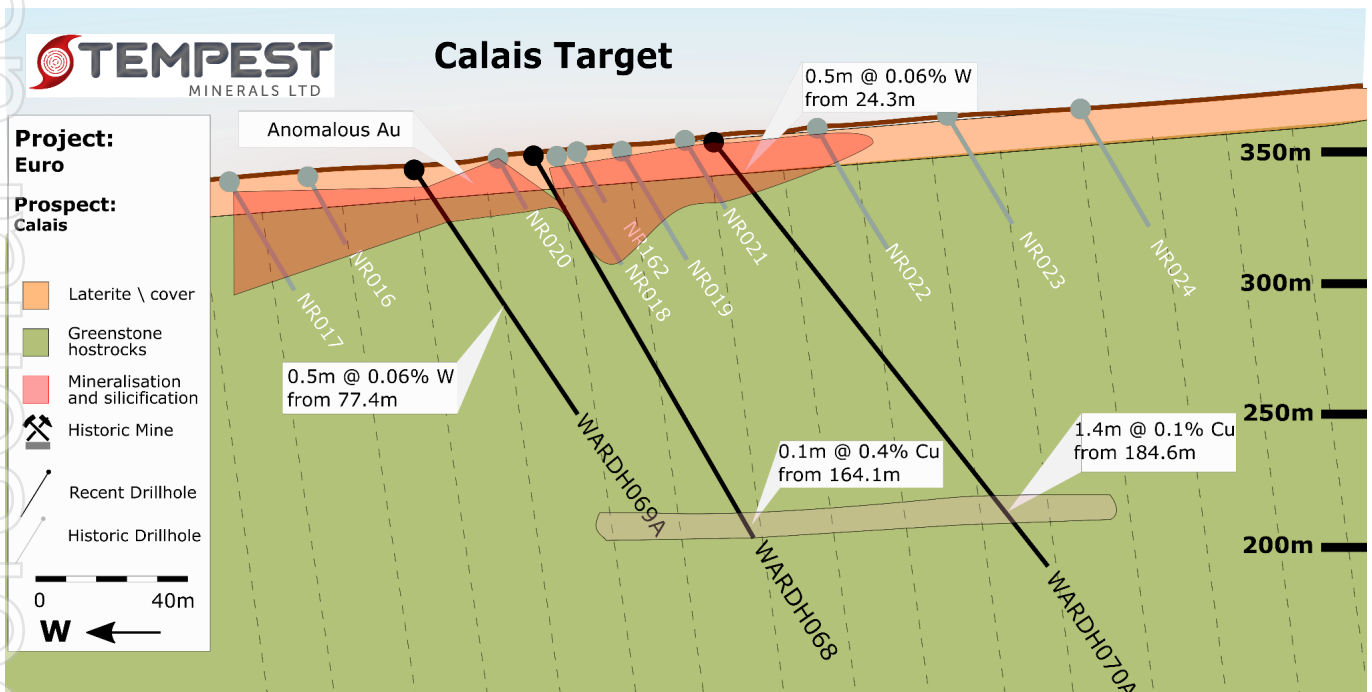 TEMPEST
MINERALS LTD
Calais Target
Project:
Euro
Prospect:
Calais
Laterite \ cover
Greenstone
hostrocks
Mineralisation
and silicification
Historic Mine
Recent Drillhole
Historic Drillhole
0 40m
W
Anomalous Au
0.5m @ 0.06% W
from 24.3m
0.5m @ 0.06% W
from 77.4m
0.1m @ 0.4% Cu
from 164.1m
1.4m @ 0.1% Cu
from 184.6m
NR017
NR016
NR020
NR162
NR018
NR019
NR021
NR022
NR023
NR024
WARDH069A
WARDH068
WARDH070A
350m
300m
250m
200m